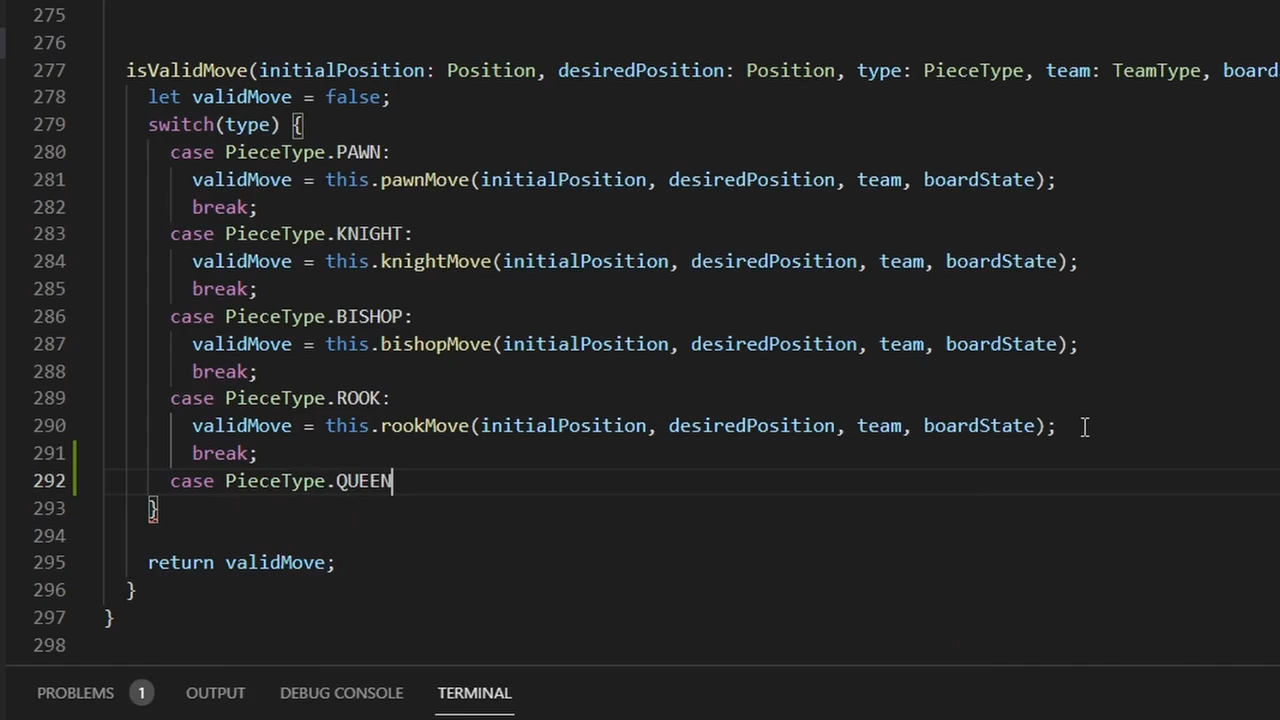 275
276
277 isValidMove(initialPosition: Position, desiredPosition: Position, type: PieceType, team: TeamType, board
278 let validMove = false;
279 switch(type) {
280 case PieceType.PAWN:
281 validMove = this.pawnMove(initialPosition, desiredPosition, team, boardState);
282 break;
283 case PieceType.KNIGHT:
284 validMove = this.knightMove(initialPosition, desiredPosition, team, boardState);
285 break;
286 case PieceType.BISHOP:
287 validMove = this.bishopMove(initialPosition, desiredPosition, team, boardState);
288 break;
289 case PieceType.ROOK:
290 validMove = this.rookMove(initialPosition, desiredPosition, team, boardState);
291 break;
292 case PieceType.QUEEN
293 }
294
295 return validMove;
296 }
297 }
298
PROBLEMS 1 OUTPUT DEBUG CONSOLE TERMINAL